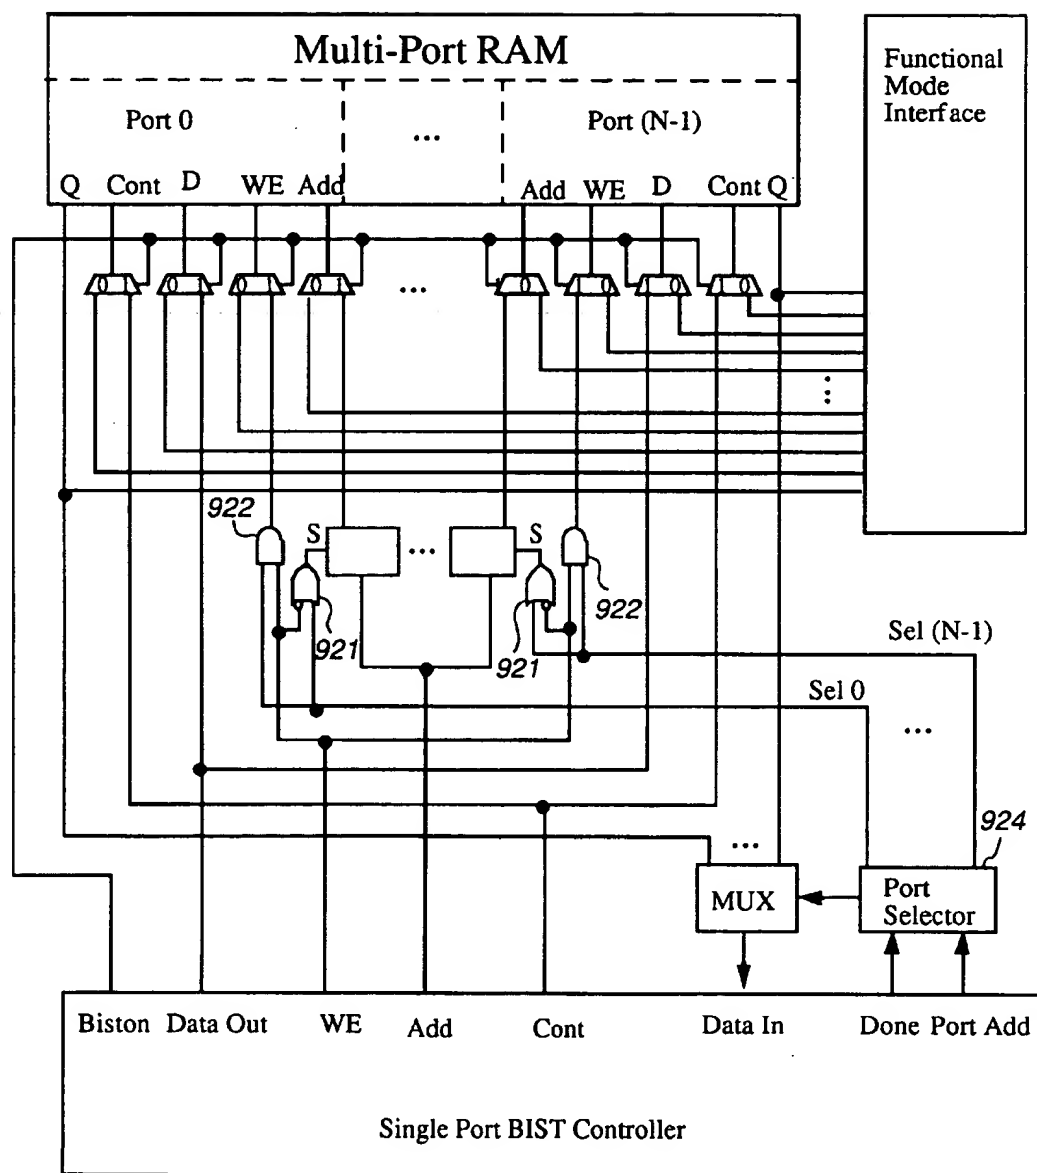 Multi-Port RAM
Functional
Mode
Interface
Port 0
...
Port (N-1)
Q Cont D WE Add
Add WE D Cont Q
...
...
922
S
...
S
921
921
922
Sel (N-1)
Sel 0
...
...
924
MUX
Port
Selector
Biston Data Out WE Add Cont Data In Done Port Add
Single Port BIST Controller